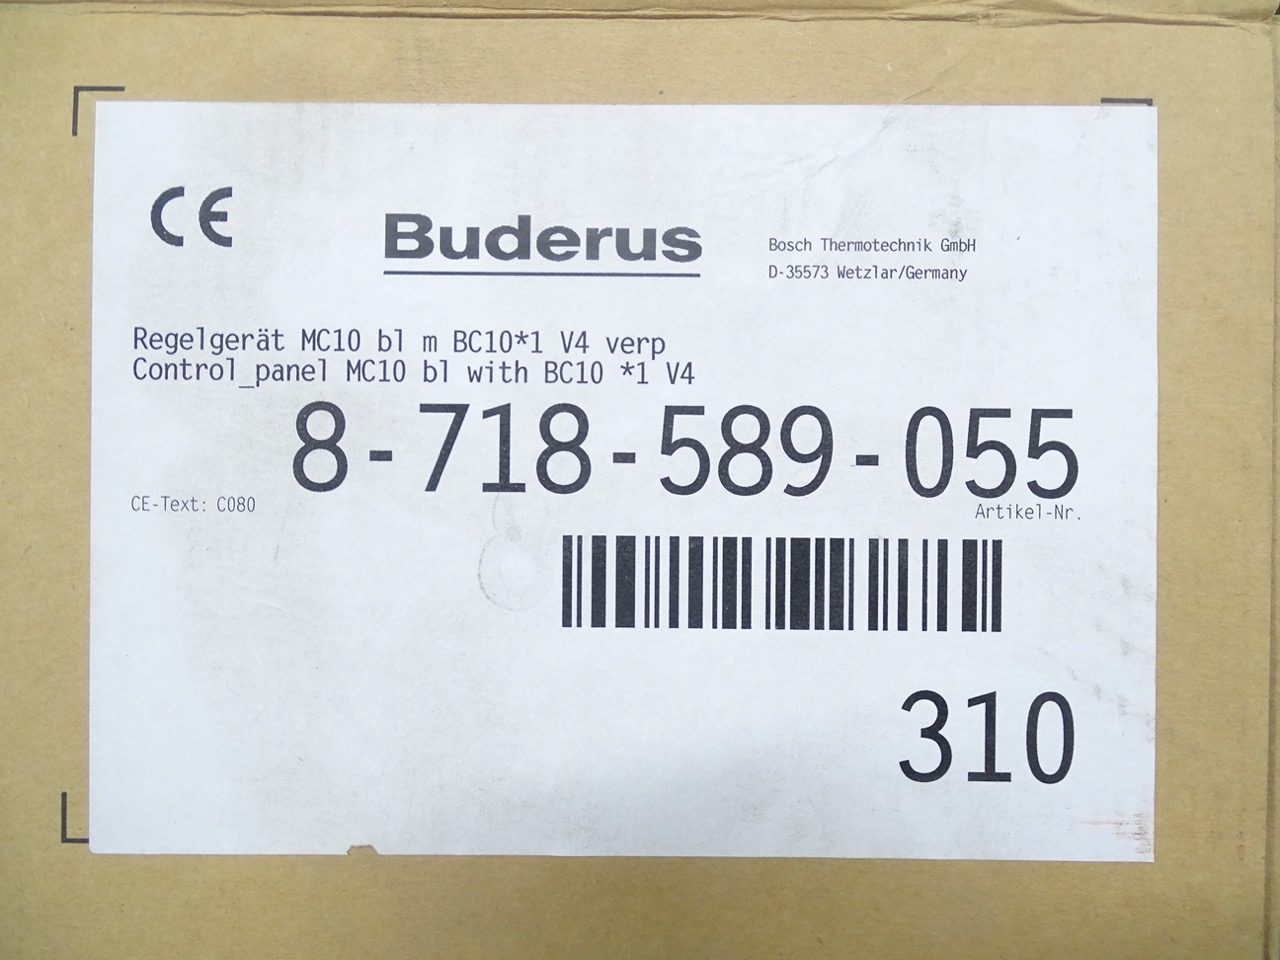 CE
Buderus
Bosch Thermotechnik GmbH
D-35573 Wetzlar/Germany
Regelgerät MC10 bl m BC10*1 V4 verp
Control_panel MC10 bl with BC10 *1 V4
8-718-589-055
CE-Text: C080
Artikel-Nr.
310